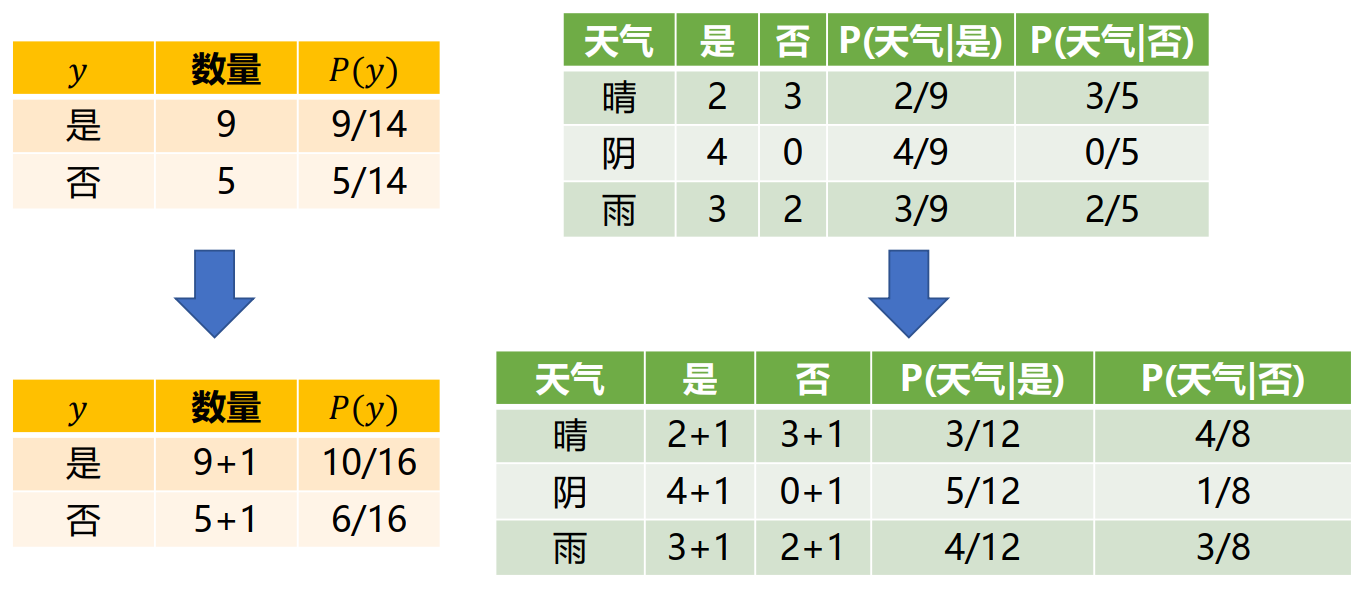 y 数量 P(y)
是 9 9/14
否 5 5/14
天气 是 否 P(天气|是) P(天气|否)
晴 2 3 2/9 3/5
阴 4 0 4/9 0/5
雨 3 2 3/9 2/5
y 数量 P(y)
是 9+1 10/16
否 5+1 6/16
天气 是 否 P(天气|是) P(天气|否)
晴 2+1 3+1 3/12 4/8
阴 4+1 0+1 5/12 1/8
雨 3+1 2+1 4/12 3/8